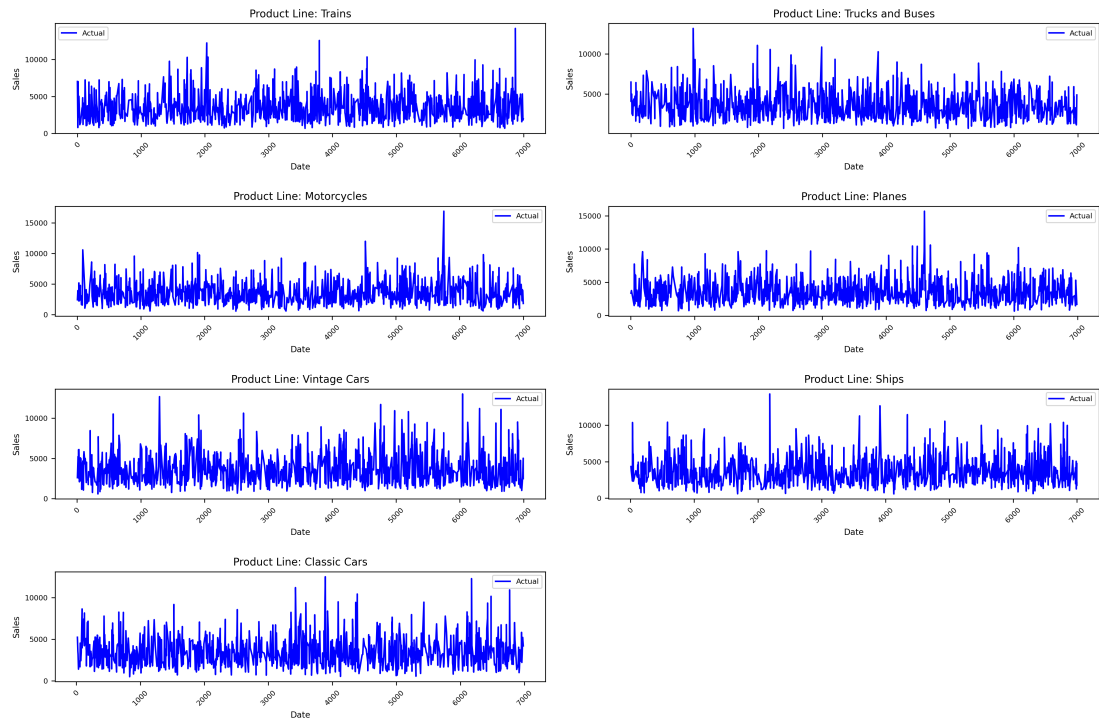 Product Line: Trains
Actual
Sales
10000
5000
0
0 1000 2000 3000 4000 5000 6000 7000
Date
Product Line: Trucks and Buses
Actual
Sales
10000
5000
0 1000 2000 3000 4000 5000 6000 7000
Date
Product Line: Motorcycles
Actual
Sales
15000
10000
5000
0
0 1000 2000 3000 4000 5000 6000 7000
Date
Product Line: Planes
Actual
Sales
15000
10000
5000
0
0 1000 2000 3000 4000 5000 6000 7000
Date
Product Line: Vintage Cars
Actual
Sales
10000
5000
0
0 1000 2000 3000 4000 5000 6000 7000
Date
Product Line: Ships
Actual
Sales
10000
5000
0
0 1000 2000 3000 4000 5000 6000 7000
Date
Product Line: Classic Cars
Actual
Sales
10000
5000
0
0 1000 2000 3000 4000 5000 6000 7000
Date